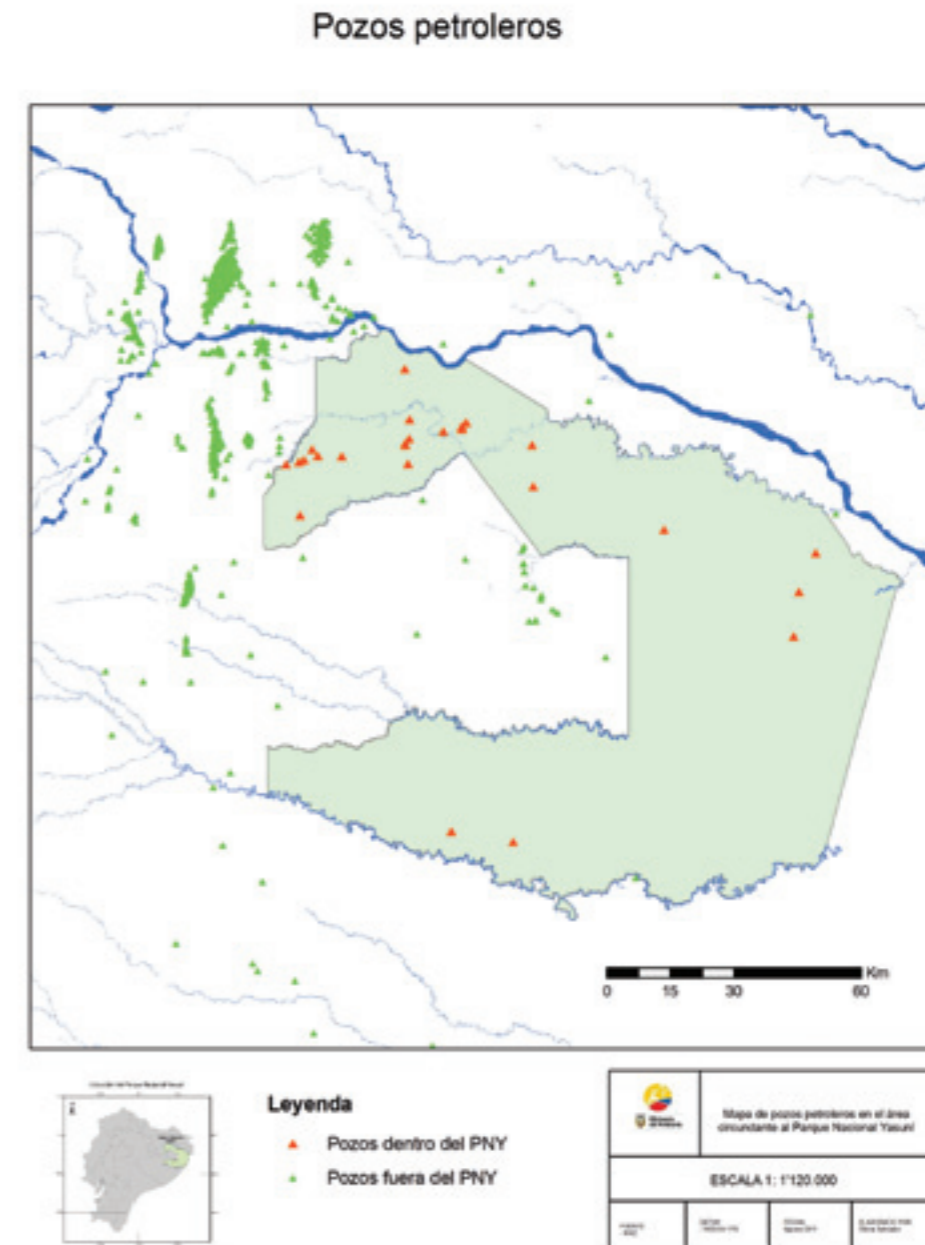 Pozos petroleros
Km
0 15 30 60
Leyenda
Pozos dentro del PNY
Pozos fuera del PNY
Mapa de pozos petroleros en el área
circundante al Parque Nacional Yasuní
ESCALA 1: 1'120.000